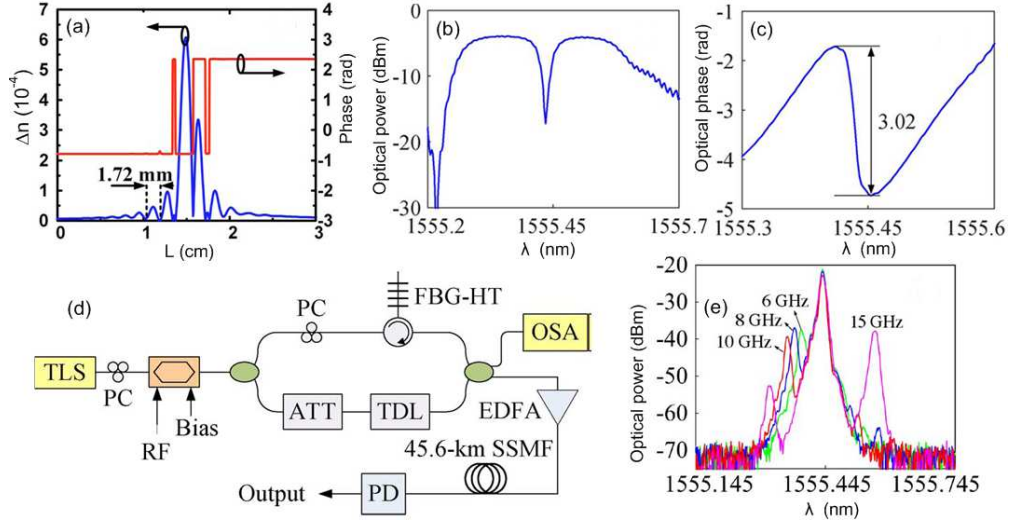 (a)
7
6
5
4
3
2
1
0
Δn (10⁻⁴)
3
2
1
0
-1
-2
-3
Phase (rad)
1.72 mm
0 1 2 3
L (cm)
(b)
0
-10
-20
-30
Optical power (dBm)
1555.2 1555.45 1555.7
λ (nm)
(c)
0
-1
-2
-3
-4
-5
Optical phase (rad)
3.02
1555.3 1555.45 1555.6
λ (nm)
(d)
TLS
PC
RF
Bias
PC
FBG-HT
ATT
TDL
OSA
EDFA
45.6-km SSMF
PD
Output
(e)
-20
-30
-40
-50
-60
-70
Optical power (dBm)
6 GHz
8 GHz
10 GHz
15 GHz
1555.145 1555.445 1555.745
λ (nm)